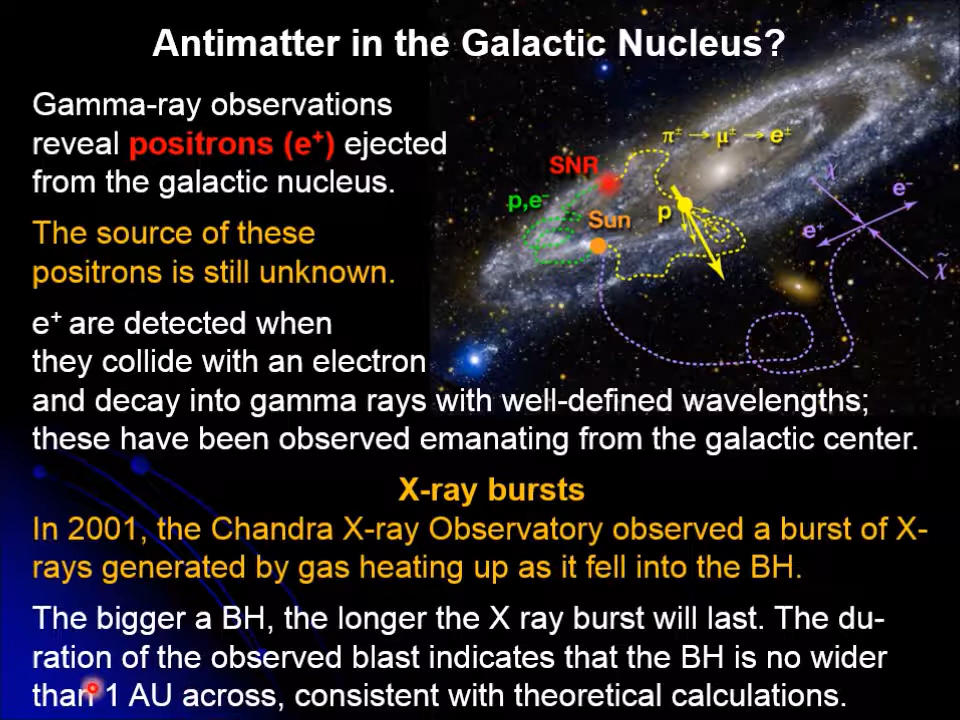 Antimatter in the Galactic Nucleus?
Gamma-ray observations
reveal positrons (e⁺) ejected
from the galactic nucleus.
The source of these
positrons is still unknown.
e⁺ are detected when
they collide with an electron
and decay into gamma rays with well-defined wavelengths;
these have been observed emanating from the galactic center.
π± → μ± → e±
SNR
p,e⁻
Sun
p
χ
e⁻
e⁺
χ̃
X-ray bursts
In 2001, the Chandra X-ray Observatory observed a burst of X-
rays generated by gas heating up as it fell into the BH.
The bigger a BH, the longer the X ray burst will last. The du-
ration of the observed blast indicates that the BH is no wider
than 1 AU across, consistent with theoretical calculations.